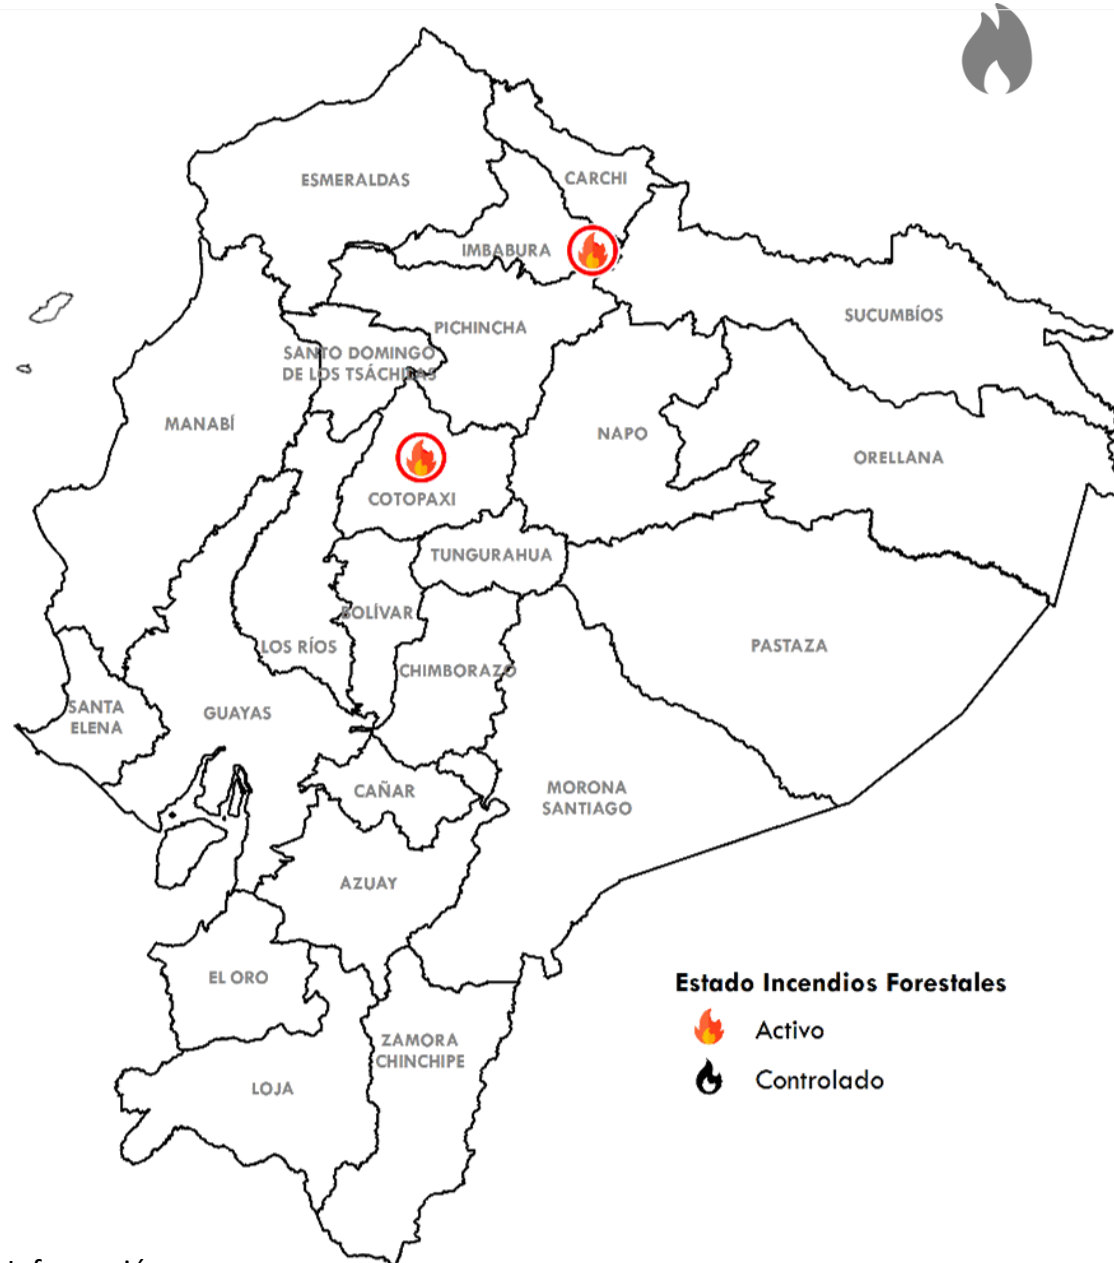 CARCHI
ESMERALDAS
IMBABURA
SUCUMBÍOS
PICHINCHA
SANTO DOMINGO
DE LOS TSÁCHILAS
MANABÍ
NAPO
ORELLANA
COTOPAXI
TUNGURAHUA
BOLÍVAR
LOS RÍOS
PASTAZA
CHIMBORAZO
SANTA
ELENA
GUAYAS
CAÑAR
MORONA
SANTIAGO
AZUAY
EL ORO
Estado Incendios Forestales
Activo
Controlado
ZAMORA
CHINCHIPE
LOJA